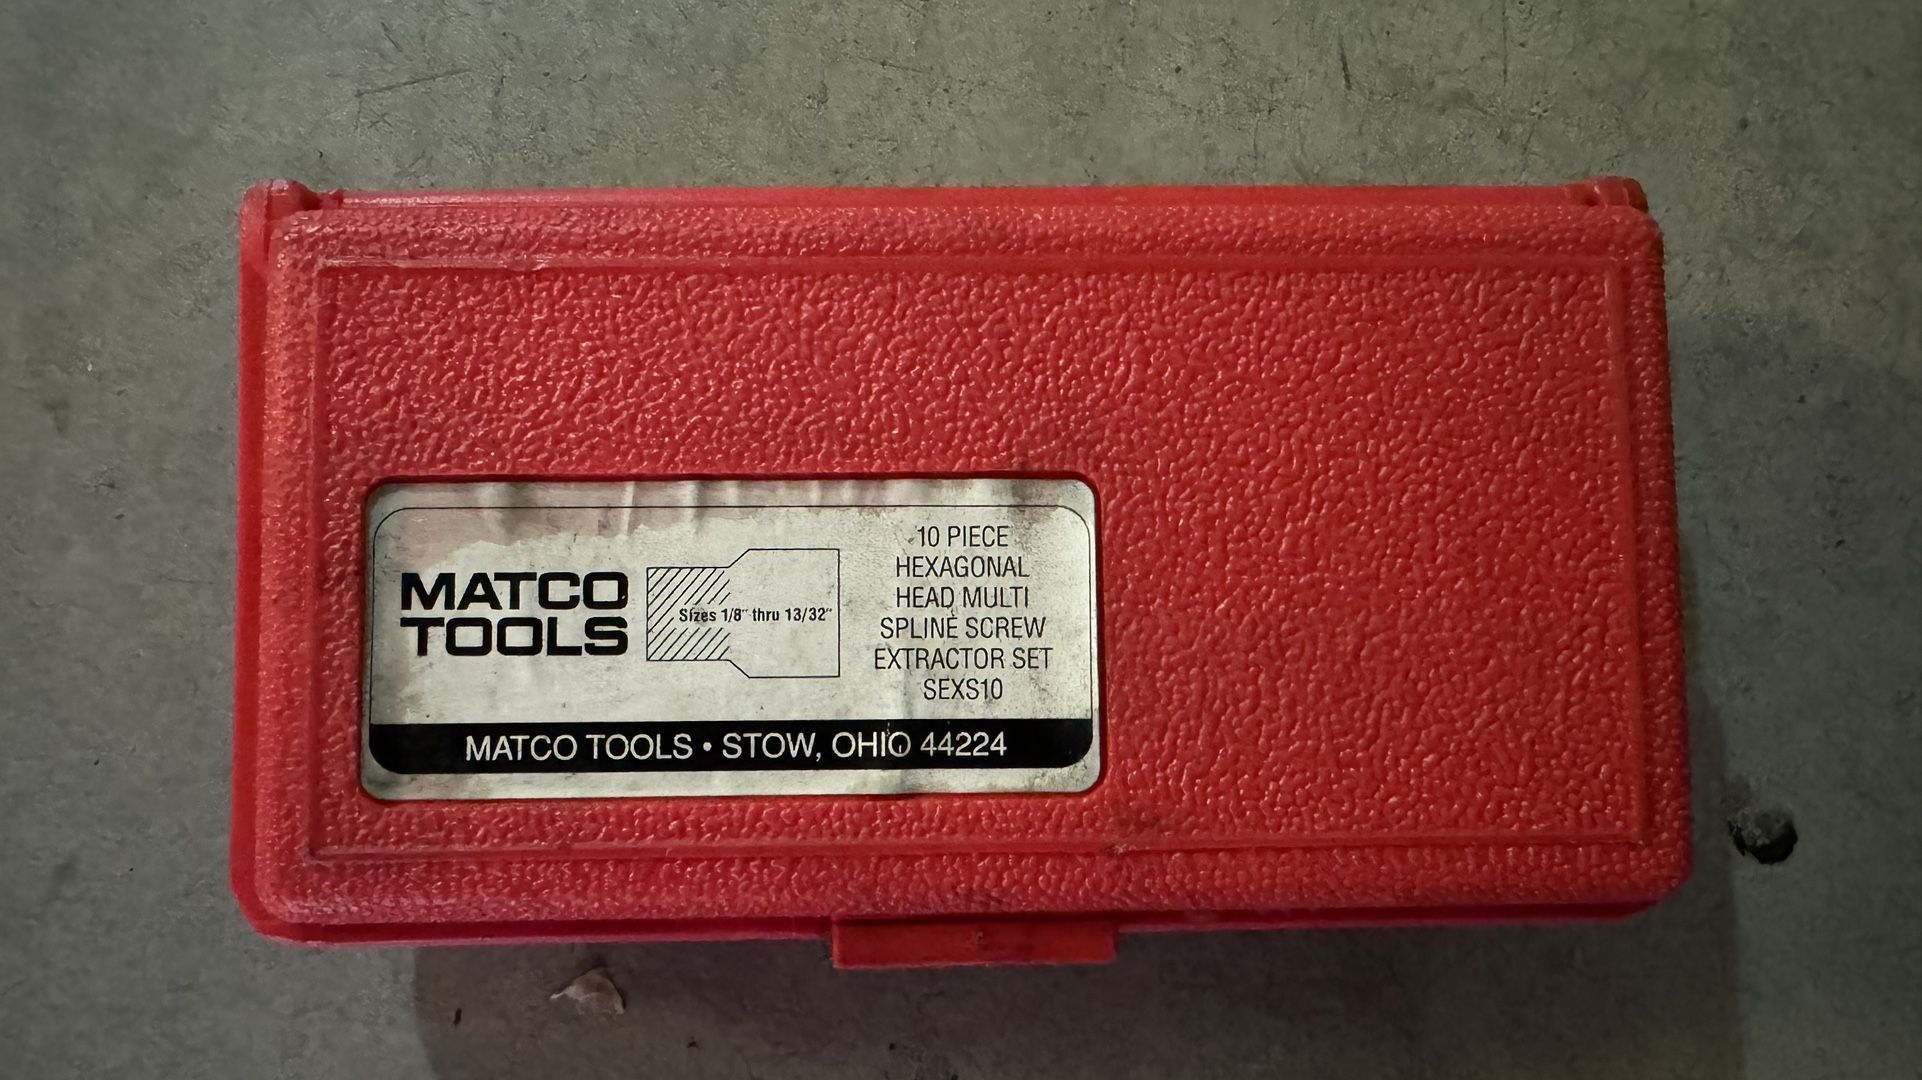 MATCO
TOOLS
Sizes 1/8" thru 13/32"
10 PIECE
HEXAGONAL
HEAD MULTI
SPLINE SCREW
EXTRACTOR SET
SEXS10
MATCO TOOLS • STOW, OHIO 44224